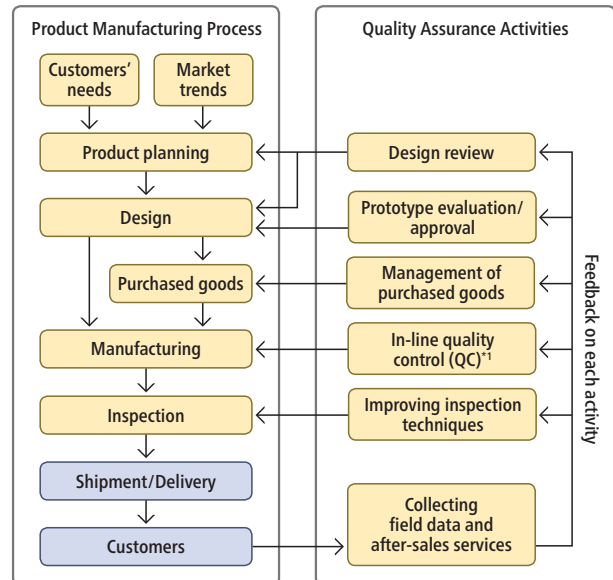 Product Manufacturing Process
Customers'
needs
Market
trends
Product planning
Design
Purchased goods
Manufacturing
Inspection
Shipment/Delivery
Customers
Quality Assurance Activities
Design review
Prototype evaluation/
approval
Management of
purchased goods
In-line quality
control (QC)*1
Improving inspection
techniques
Collecting
field data and
after-sales services
Feedback on each activity